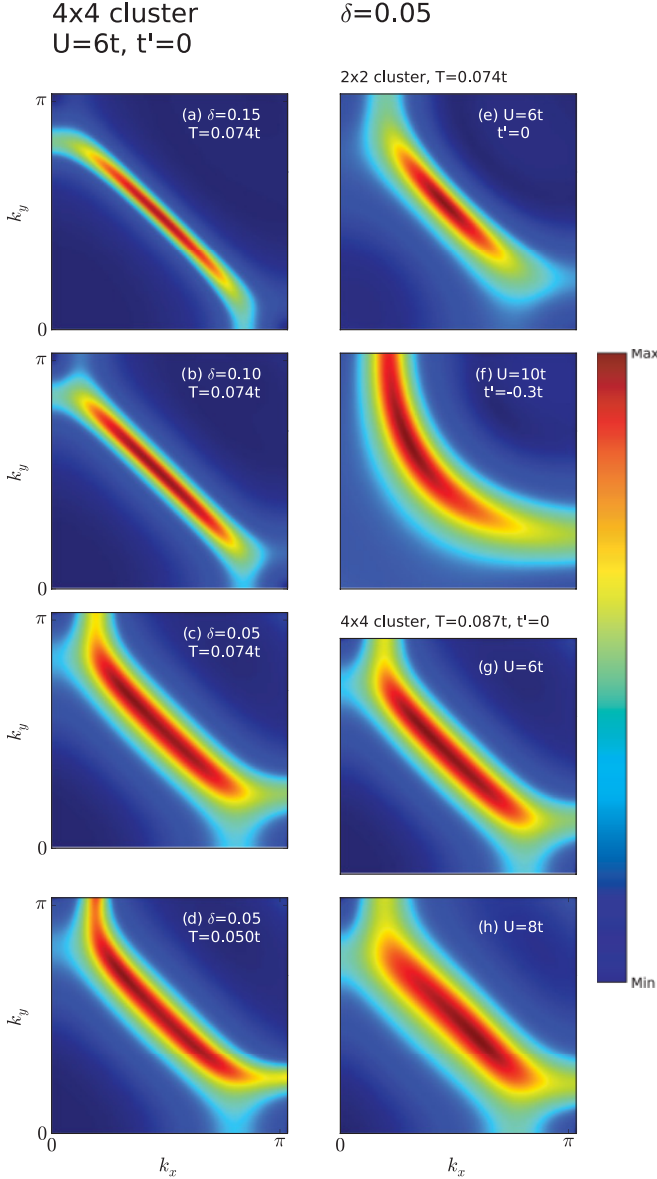 4x4 cluster
U=6t, t'=0
δ=0.05
2x2 cluster, T=0.074t
π
(a) δ=0.15
T=0.074t
k_y
0
(e) U=6t
t'=0
π
(b) δ=0.10
T=0.074t
k_y
0
(f) U=10t
t'=-0.3t
Max
Min
4x4 cluster, T=0.087t, t'=0
π
(c) δ=0.05
T=0.074t
k_y
0
(g) U=6t
π
(d) δ=0.05
T=0.050t
k_y
0
0
π
k_x
(h) U=8t
0
π
k_x